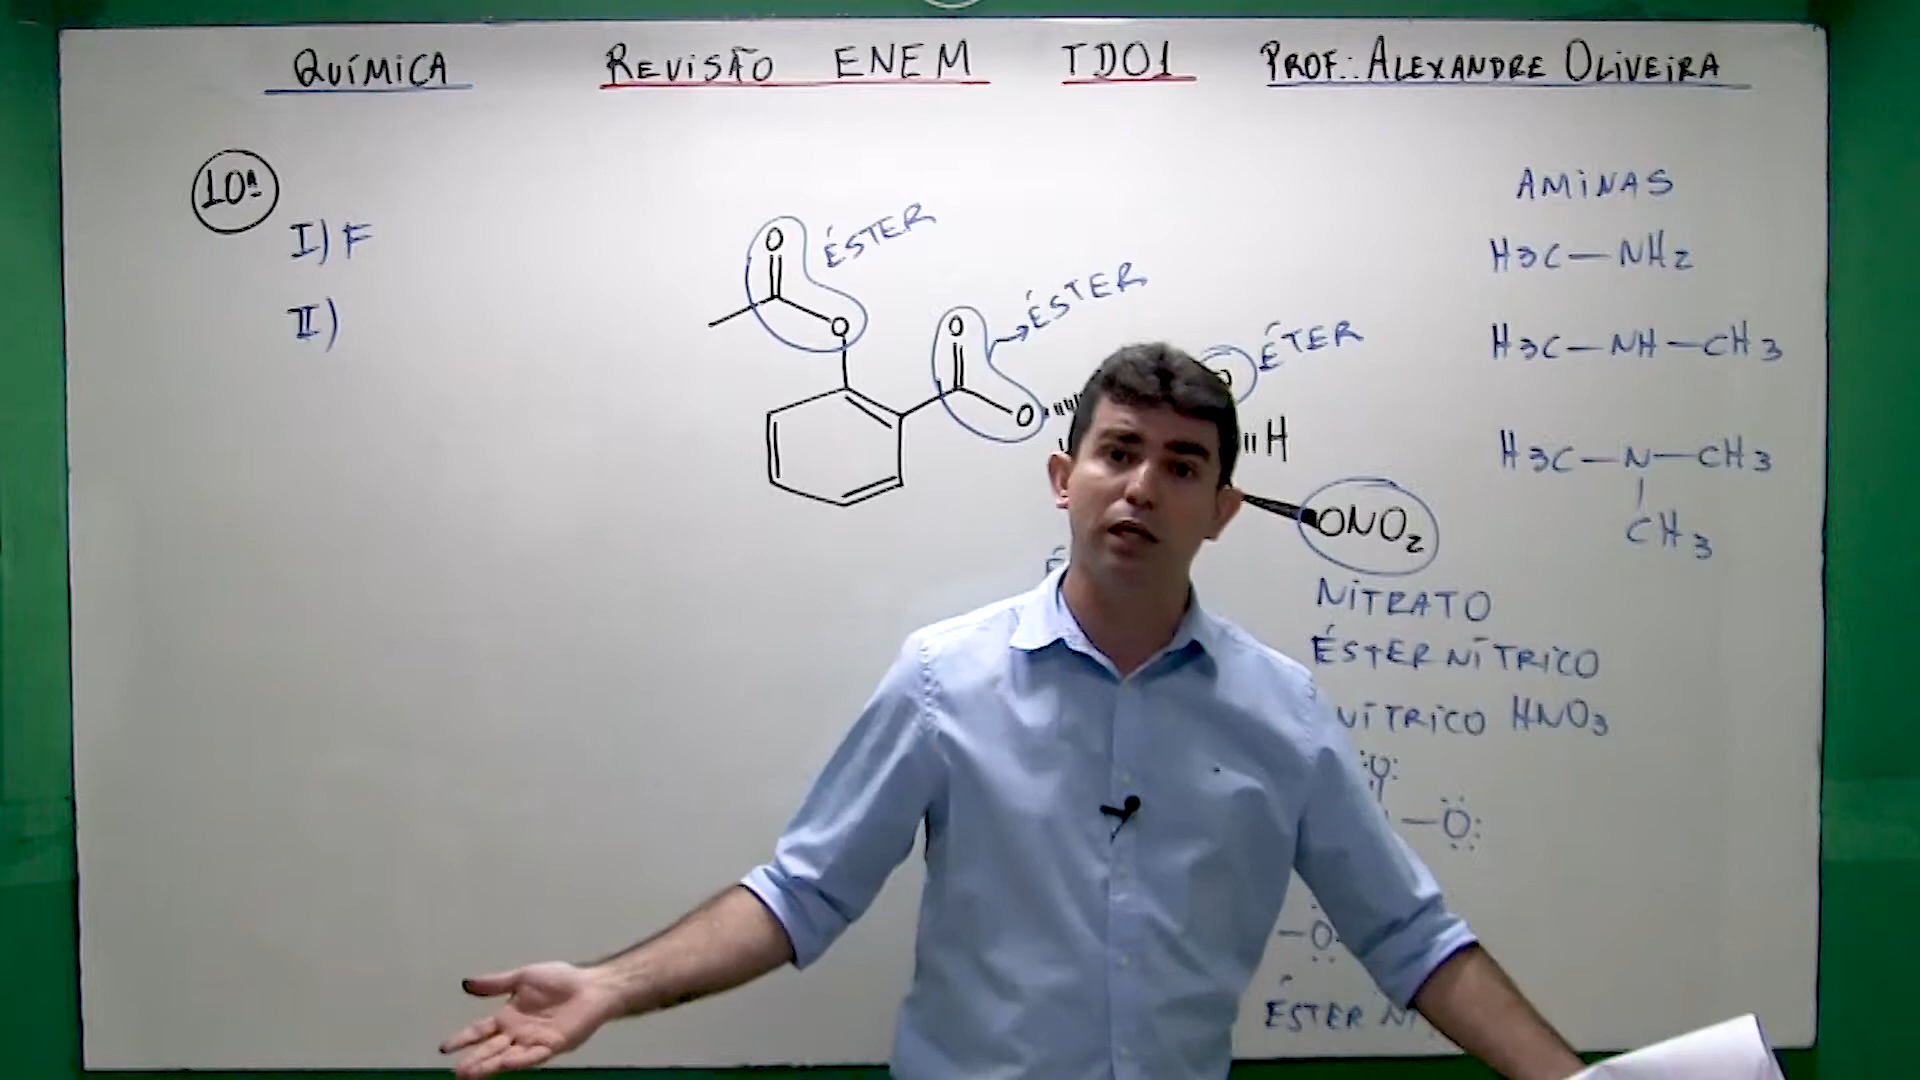 QUÍMICA REVISÃO ENEM TD01 PROF.: ALEXANDRE OLIVEIRA
10ª
I) F
II)
O
ÉSTER
O
O
ÉSTER
O
ÉTER
H
ONO2
NITRATO
ÉSTER NÍTRICO
NÍTRICO HNO3
O
— O
— O
ÉSTER
AMINAS
H3C — NH2
H3C — NH — CH3
H3C — N — CH3
CH3